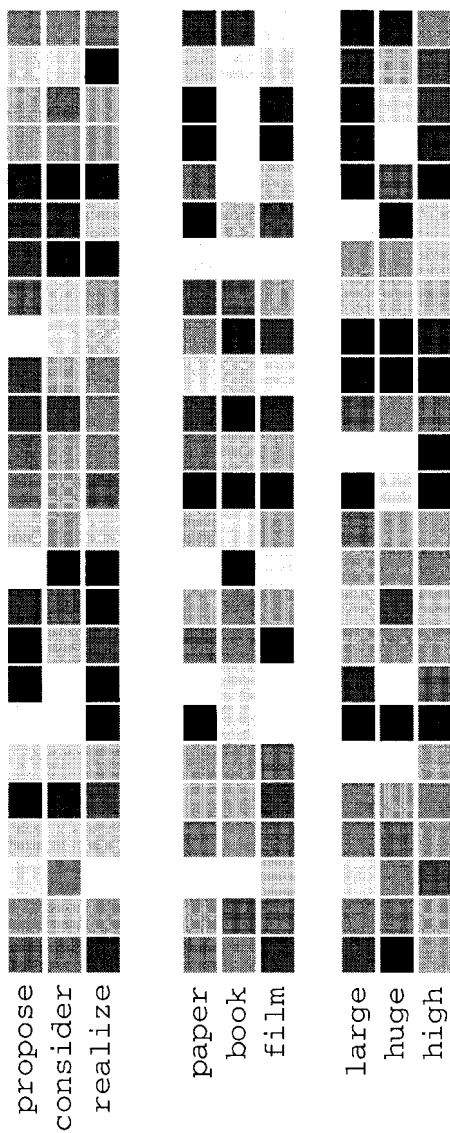 propose
consider
realize
paper
book
film
large
huge
high